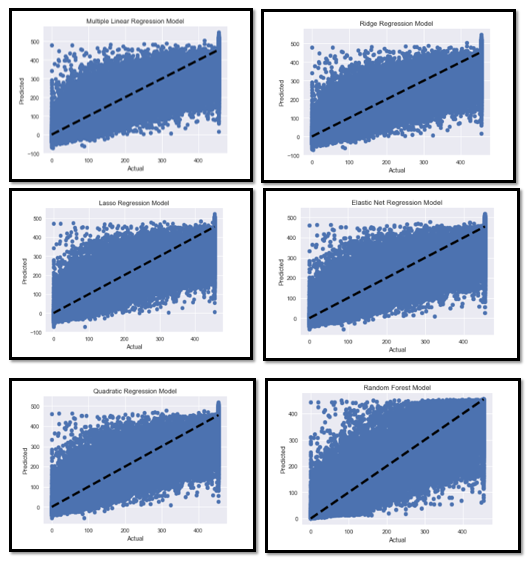 Multiple Linear Regression Model
500
400
300
200
100
0
-100
Predicted
0 100 200 300 400
Actual
Ridge Regression Model
500
400
300
200
100
0
-100
Predicted
0 100 200 300 400
Actual
Lasso Regression Model
500
400
300
200
100
0
-100
Predicted
0 100 200 300 400
Actual
Elastic Net Regression Model
500
400
300
200
100
0
Predicted
0 100 200 300 400
Actual
Quadratic Regression Model
500
400
300
200
100
0
Predicted
0 100 200 300 400
Actual
Random Forest Model
400
300
200
100
0
Predicted
0 100 200 300 400
Actual